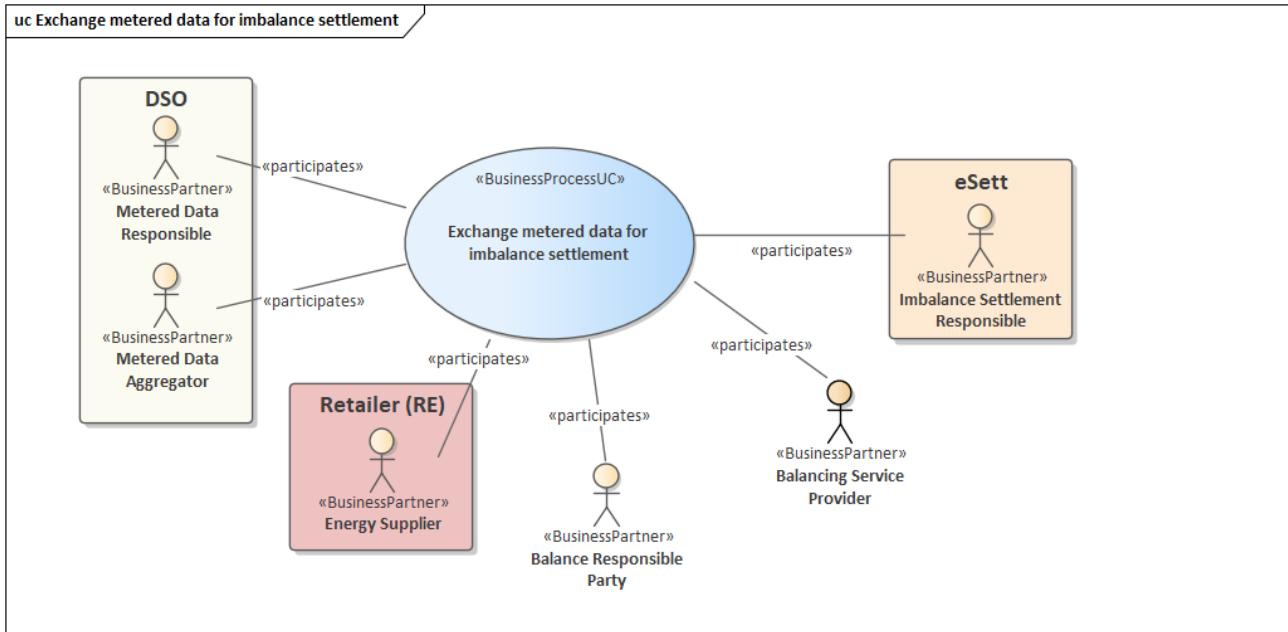 uc Exchange metered data for imbalance settlement
DSO
«BusinessPartner»
Metered Data
Responsible
«participates»
«BusinessPartner»
Metered Data
Aggregator
«participates»
«BusinessProcessUC»
Exchange metered data for
imbalance settlement
eSett
«BusinessPartner»
Imbalance Settlement
Responsible
«participates»
«participates»
Retailer (RE)
«BusinessPartner»
Energy Supplier
«participates»
«BusinessPartner»
Balance Responsible
Party
«participates»
«BusinessPartner»
Balancing Service
Provider